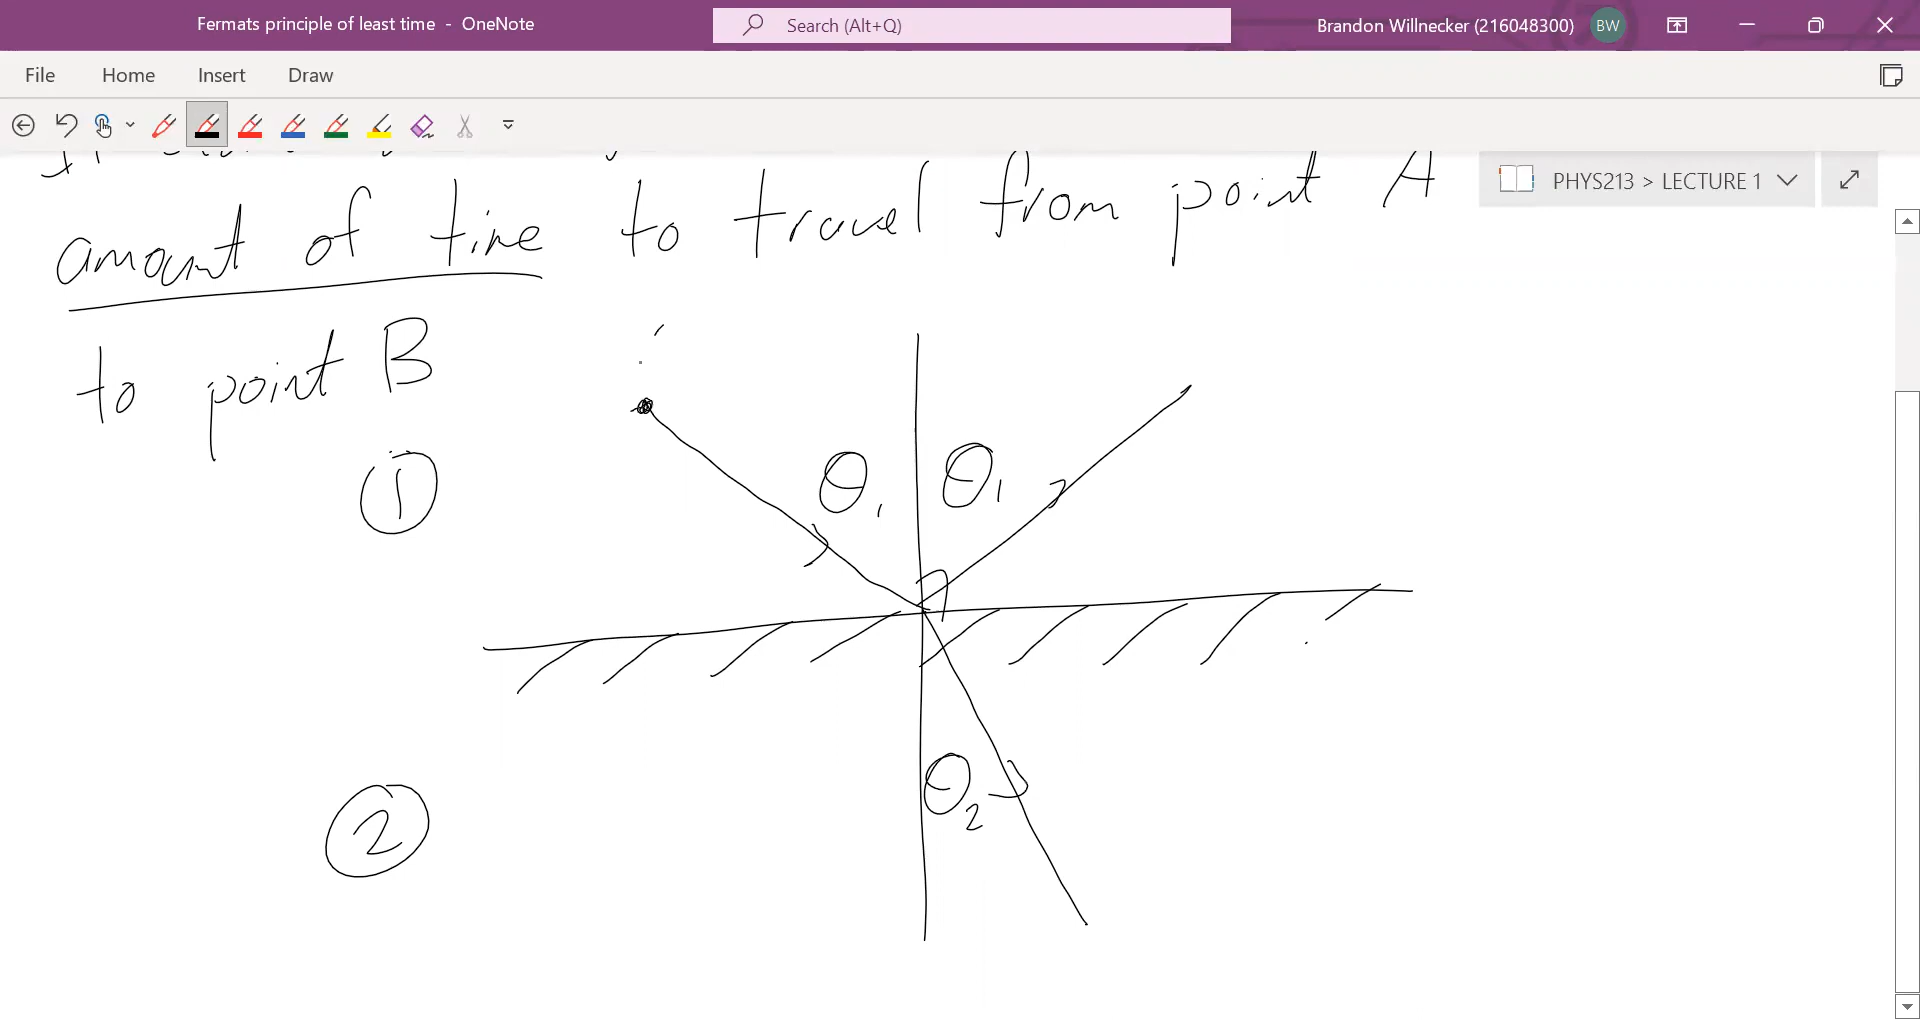 Fermats principle of least time - OneNote
Search (Alt+Q)
Brandon Willnecker (216048300)
BW
File Home Insert Draw
PHYS213 > LECTURE 1
amount of time to travel from point A
to point B
1
θ1 θ1
θ2
2